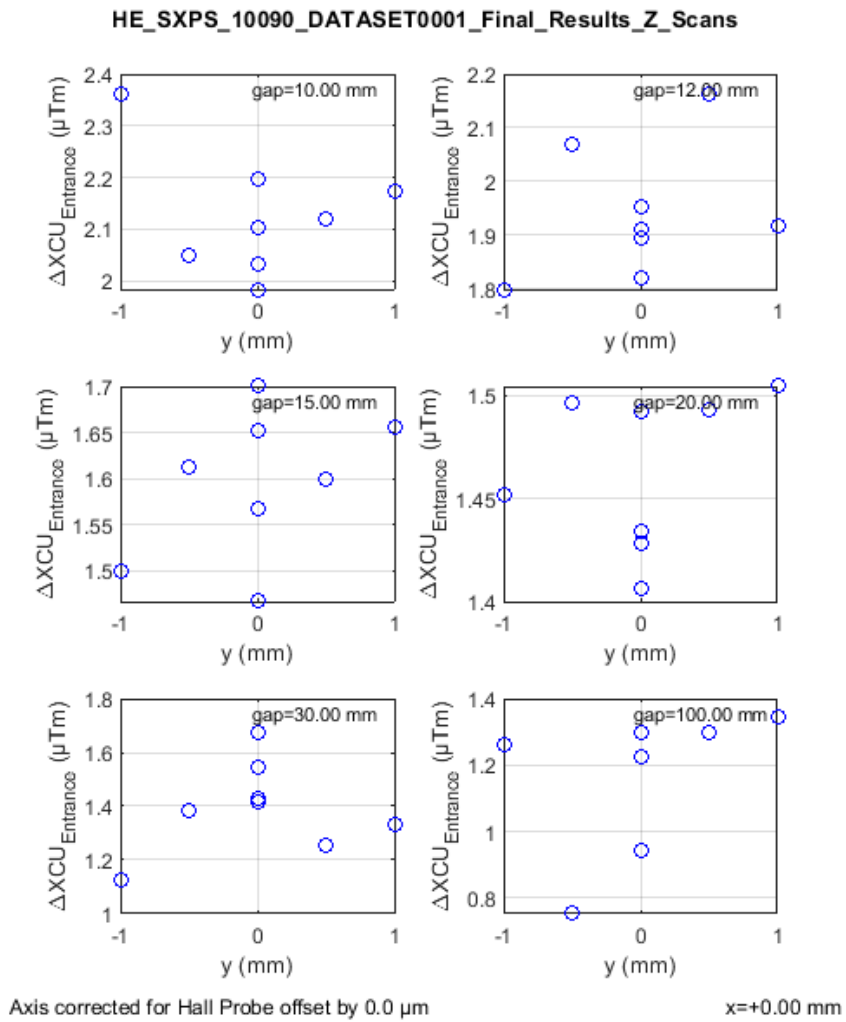 HE_SXPS_10090_DATASET0001_Final_Results_Z_Scans
gap=10.00 mm
ΔXCU_Entrance (μTm)
2.4
2.3
2.2
2.1
2
-1 0 1
y (mm)
gap=12.00 mm
ΔXCU_Entrance (μTm)
2.2
2.1
2
1.9
1.8
-1 0 1
y (mm)
gap=15.00 mm
ΔXCU_Entrance (μTm)
1.7
1.65
1.6
1.55
1.5
-1 0 1
y (mm)
gap=20.00 mm
ΔXCU_Entrance (μTm)
1.5
1.45
1.4
-1 0 1
y (mm)
gap=30.00 mm
ΔXCU_Entrance (μTm)
1.8
1.6
1.4
1.2
1
-1 0 1
y (mm)
gap=100.00 mm
ΔXCU_Entrance (μTm)
1.4
1.2
1
0.8
-1 0 1
y (mm)
Axis corrected for Hall Probe offset by 0.0 μm
x=+0.00 mm